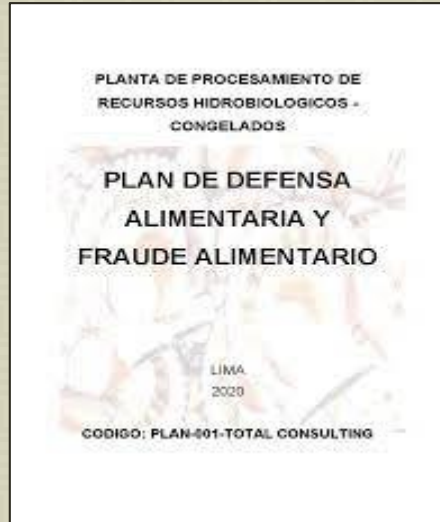 PLANTA DE PROCESAMIENTO DE
RECURSOS HIDROBIOLOGICOS -
CONGELADOS
PLAN DE DEFENSA
ALIMENTARIA Y
FRAUDE ALIMENTARIO
LIMA
2020
CODIGO: PLAN-001-TOTAL CONSULTING